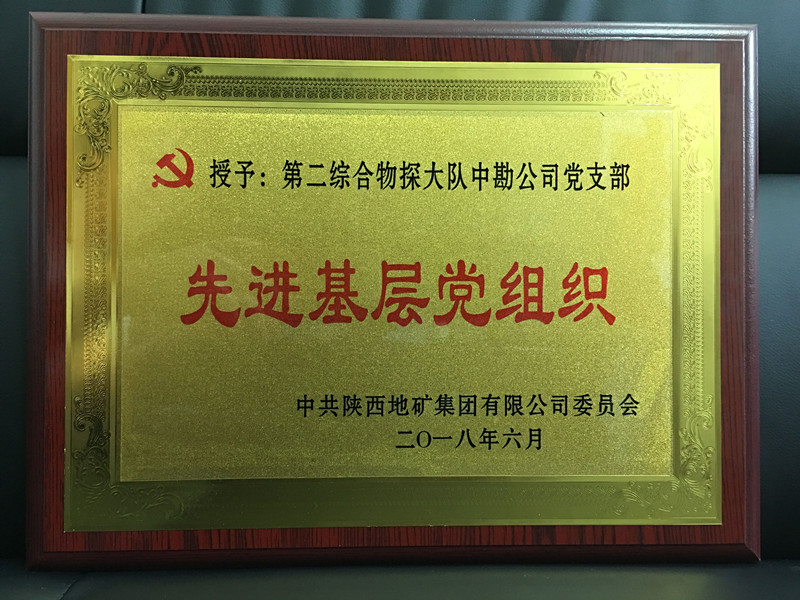 授予：第二综合物探大队中勘公司党支部
先进基层党组织
中共陕西地矿集团有限公司委员会
二〇一八年六月